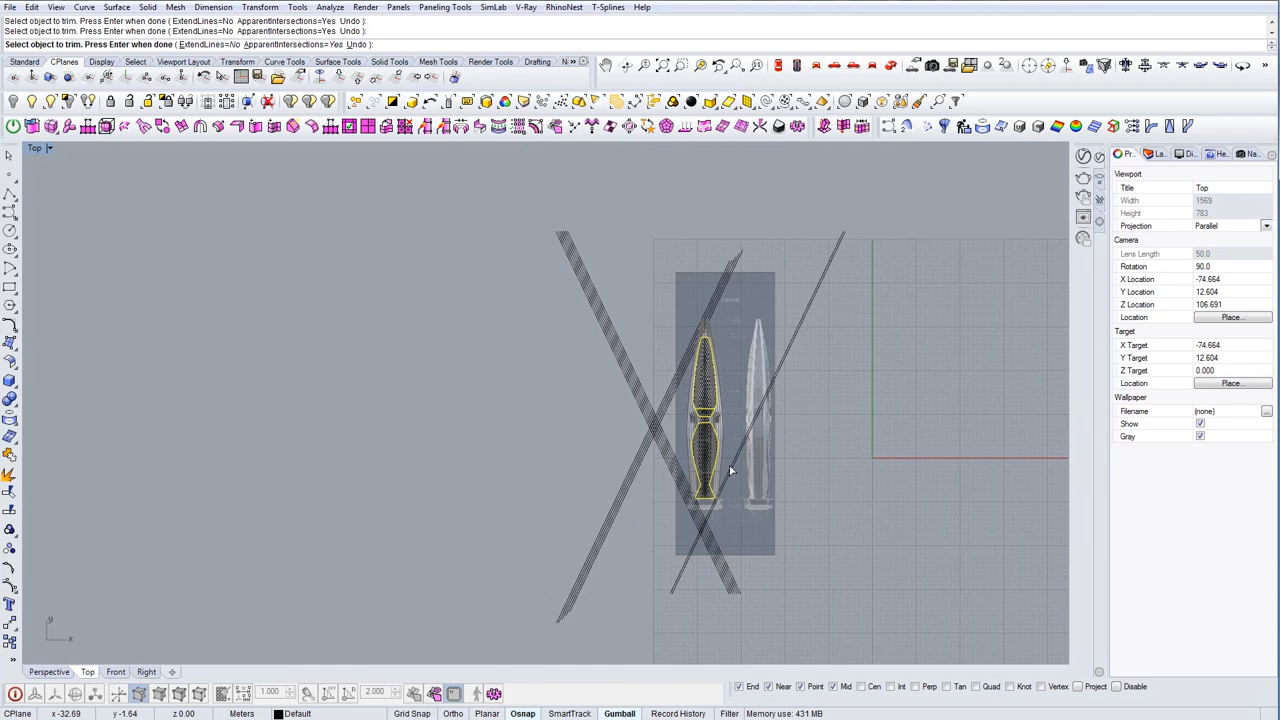 File Edit View Curve Surface Solid Mesh Dimension Transform Tools Analyze Render Panels Paneling Tools SimLab V-Ray RhinoNest T-Splines Help
Select object to trim. Press Enter when done ( ExtendLines=No ApparentIntersections=Yes Undo ):
Select object to trim. Press Enter when done ( ExtendLines=No ApparentIntersections=Yes Undo ):
Select object to trim. Press Enter when done ( ExtendLines=No ApparentIntersections=Yes Undo ):
Standard CPlanes Display Select Viewport Layout Transform Curve Tools Surface Tools Solid Tools Mesh Tools Render Tools Drafting N »
Top
Pr... La... Di... He... Na...
Viewport
Title Top
Width 1569
Height 783
Projection Parallel
Camera
Lens Length 50.0
Rotation 90.0
X Location -74.664
Y Location 12.604
Z Location 106.691
Location Place...
Target
X Target -74.664
Y Target 12.604
Z Target 0.000
Location Place...
Wallpaper
Filename (none) ...
Show
Gray
y
x
Perspective Top Front Right
1.000 2.000
End Near Point Mid Cen Int Perp Tan Quad Knot Vertex Project Disable
CPlane x -32.69 y -1.64 z 0.00 Meters Default Grid Snap Ortho Planar Osnap SmartTrack Gumball Record History Filter Memory use: 431 MB